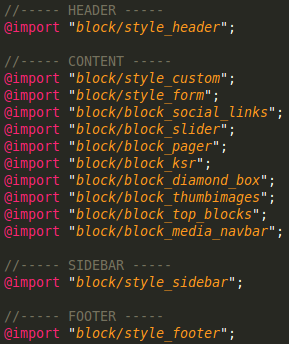 //----- HEADER -----
@import "block/style_header";

//----- CONTENT -----
@import "block/style_custom";
@import "block/style_form";
@import "block/block_social_links";
@import "block/block_slider";
@import "block/block_pager";
@import "block/block_ksr";
@import "block/block_diamond_box";
@import "block/block_thumbimages";
@import "block/block_top_blocks";
@import "block/block_media_navbar";

//----- SIDEBAR -----
@import "block/style_sidebar";

//----- FOOTER -----
@import "block/style_footer";